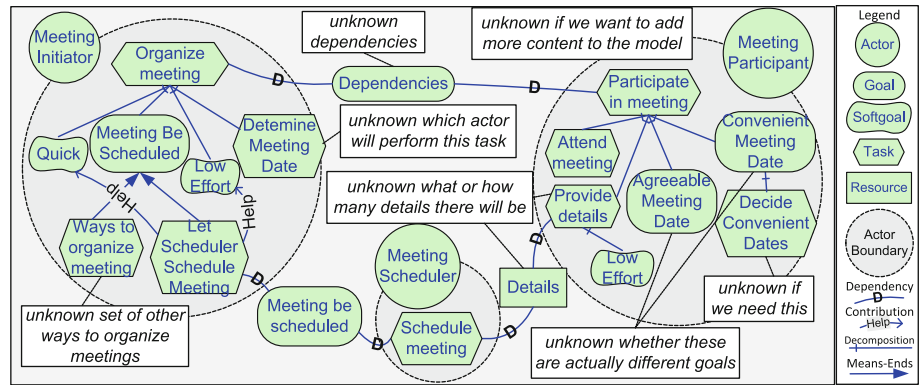 Meeting
Initiator
Organize
meeting
Quick
Meeting Be
Scheduled
Low
Effort
Detemine
Meeting
Date
Help
Help
Ways to
organize
meeting
Let
Scheduler
Schedule
Meeting
unknown set of other
ways to organize
meetings
unknown
dependencies
D
Dependencies
D
unknown which actor
will perform this task
unknown what or how
many details there will
be
D
Meeting be
scheduled
D
Meeting
Scheduler
Schedule
meeting
D
Details
D
unknown if we want to add
more content to the model
Meeting
Participant
Participate
in meeting
Attend
meeting
Provide
details
Low
Effort
Agreeable
Meeting
Date
Convenient
Meeting
Date
Decide
Convenient
Dates
unknown if
we need this
unknown whether these
are actually different goals
Legend
Actor
Goal
Softgoal
Task
Resource
Actor
Boundary
Dependency
D
Contribution
Help
Decomposition
Means-Ends